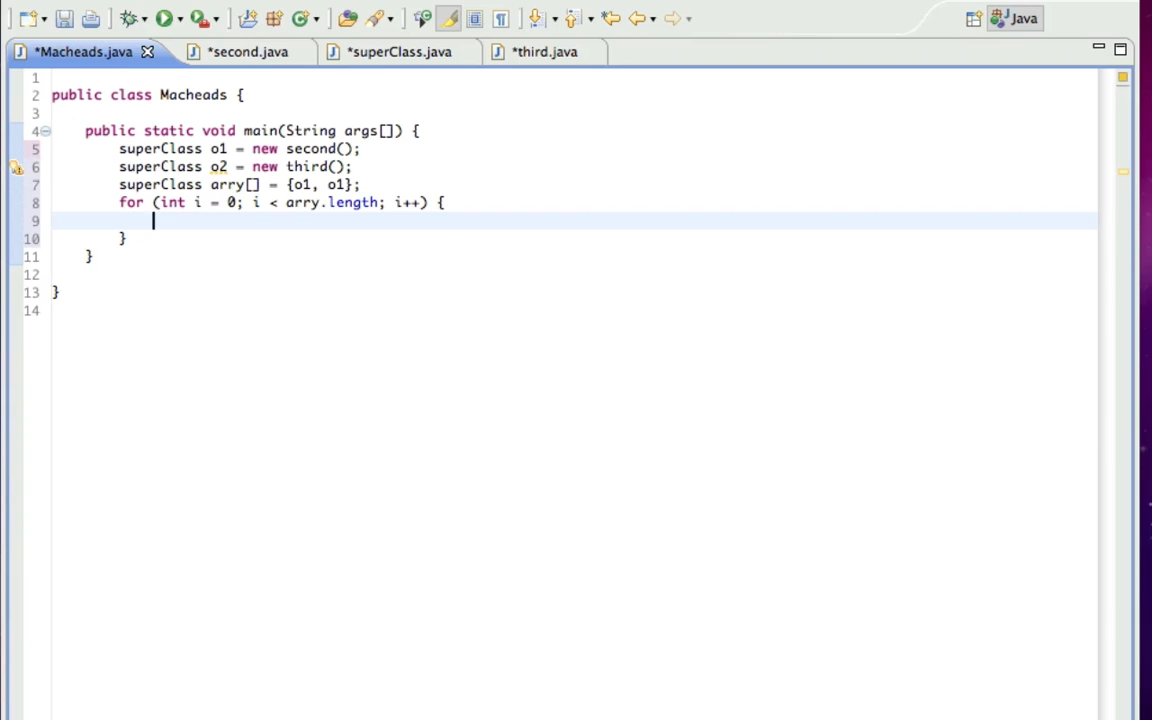 Java
*Macheads.java *second.java *superClass.java *third.java
1
2 public class Macheads {
3
4 public static void main(String args[]) {
5 superClass o1 = new second();
6 superClass o2 = new third();
7 superClass arry[] = {o1, o1};
8 for (int i = 0; i < arry.length; i++) {
9
10 }
11 }
12
13 }
14